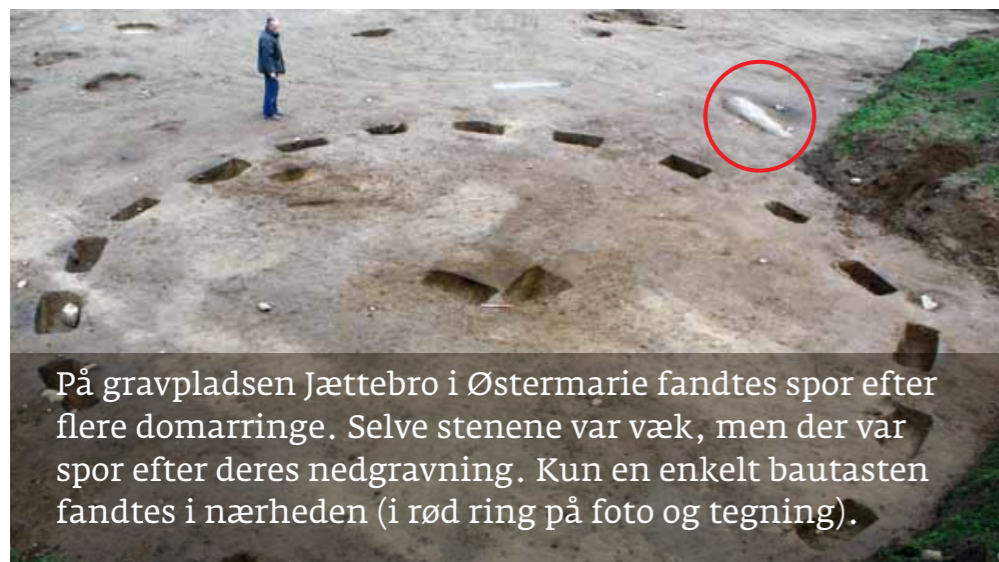 På gravpladsen Jættebro i Østermarie fandtes spor efter
flere domarringe. Selve stenene var væk, men der var
spor efter deres nedgravning. Kun en enkelt bautasten
fandtes i nærheden (i rød ring på foto og tegning).